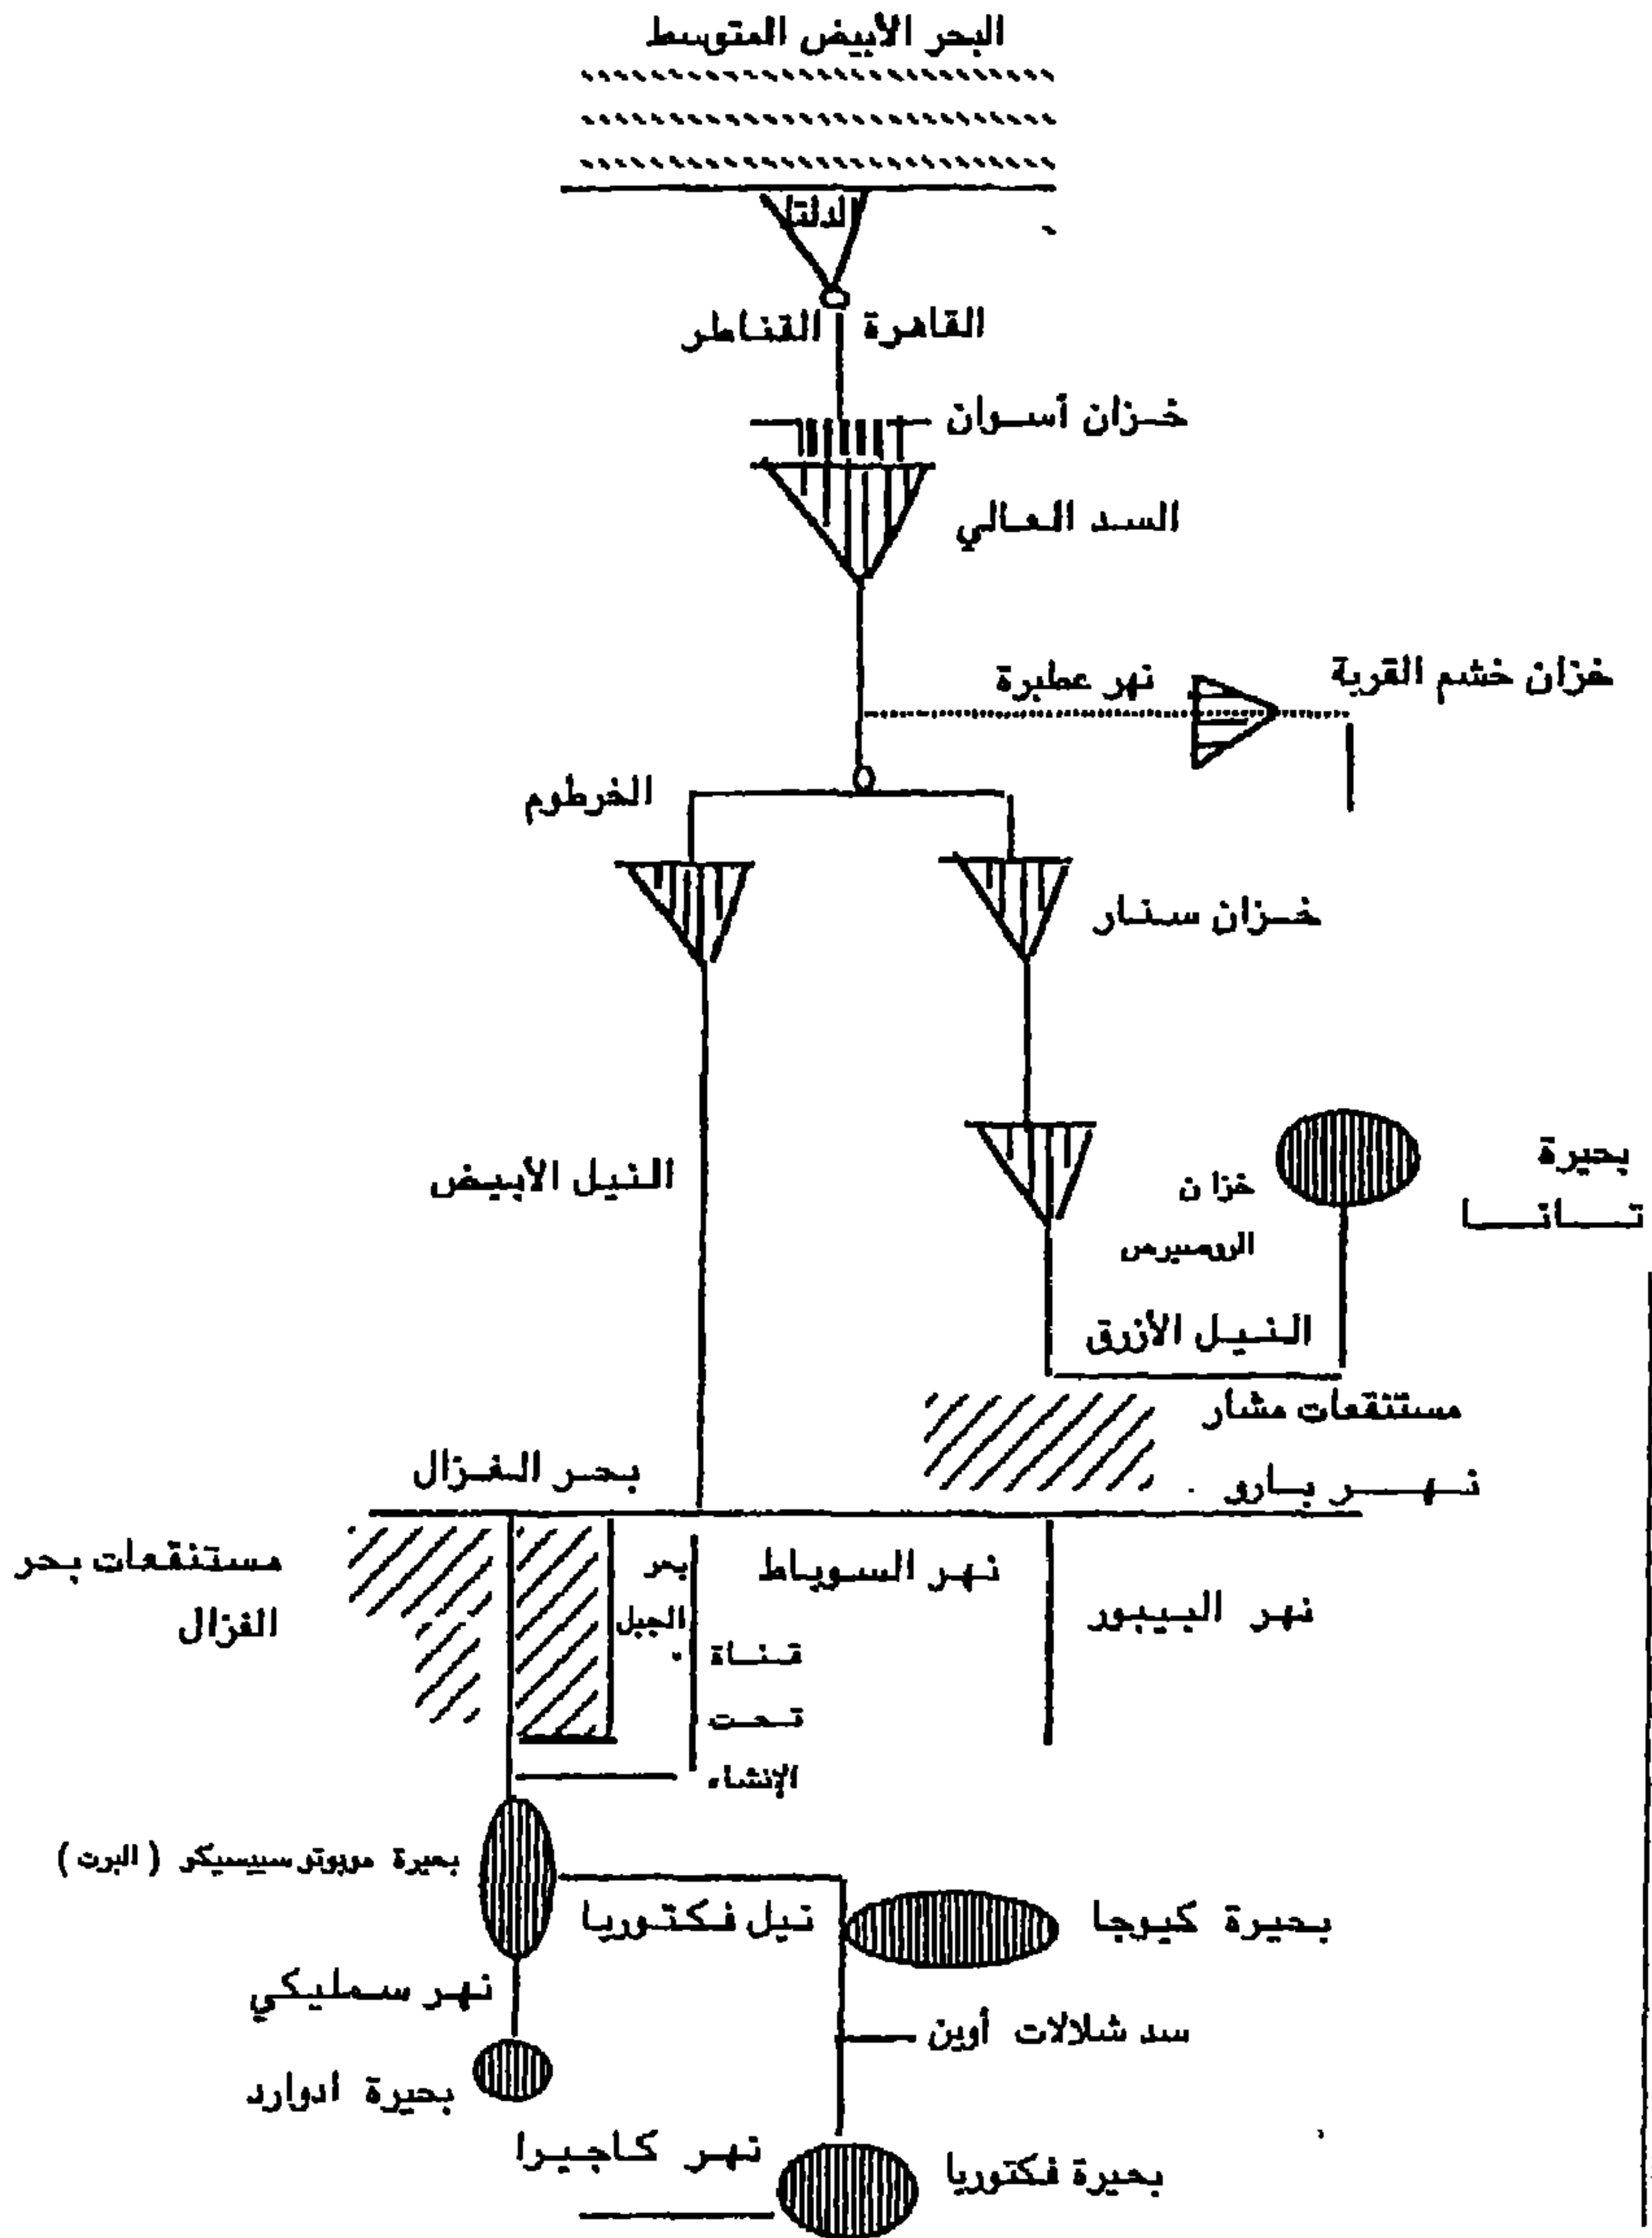 البحر الأبيض المتوسط
الدلتا
القاهرة
القناطر
خزان أسوان
السد العالي
خزان خشم القربة
نهر عطبرة
الخرطوم
خزان سنار
بحيرة
تانا
النيل الأبيض
خزان
الروصيرص
النيل الأزرق
مستنقعات مشار
بحر الغزال
نهر بارو
مستنقعات بحر
الغزال
بحر
الجبل
نهر السوباط
نهر البيبور
قناة
تحت
الإنشاء
بحيرة موبوتو سيسيكو (البرت)
نيل فكتوريا
بحيرة كيوجا
نهر سمليكي
سد شلالات أوين
بحيرة ادوارد
نهر كاجيرا
بحيرة فكتوريا